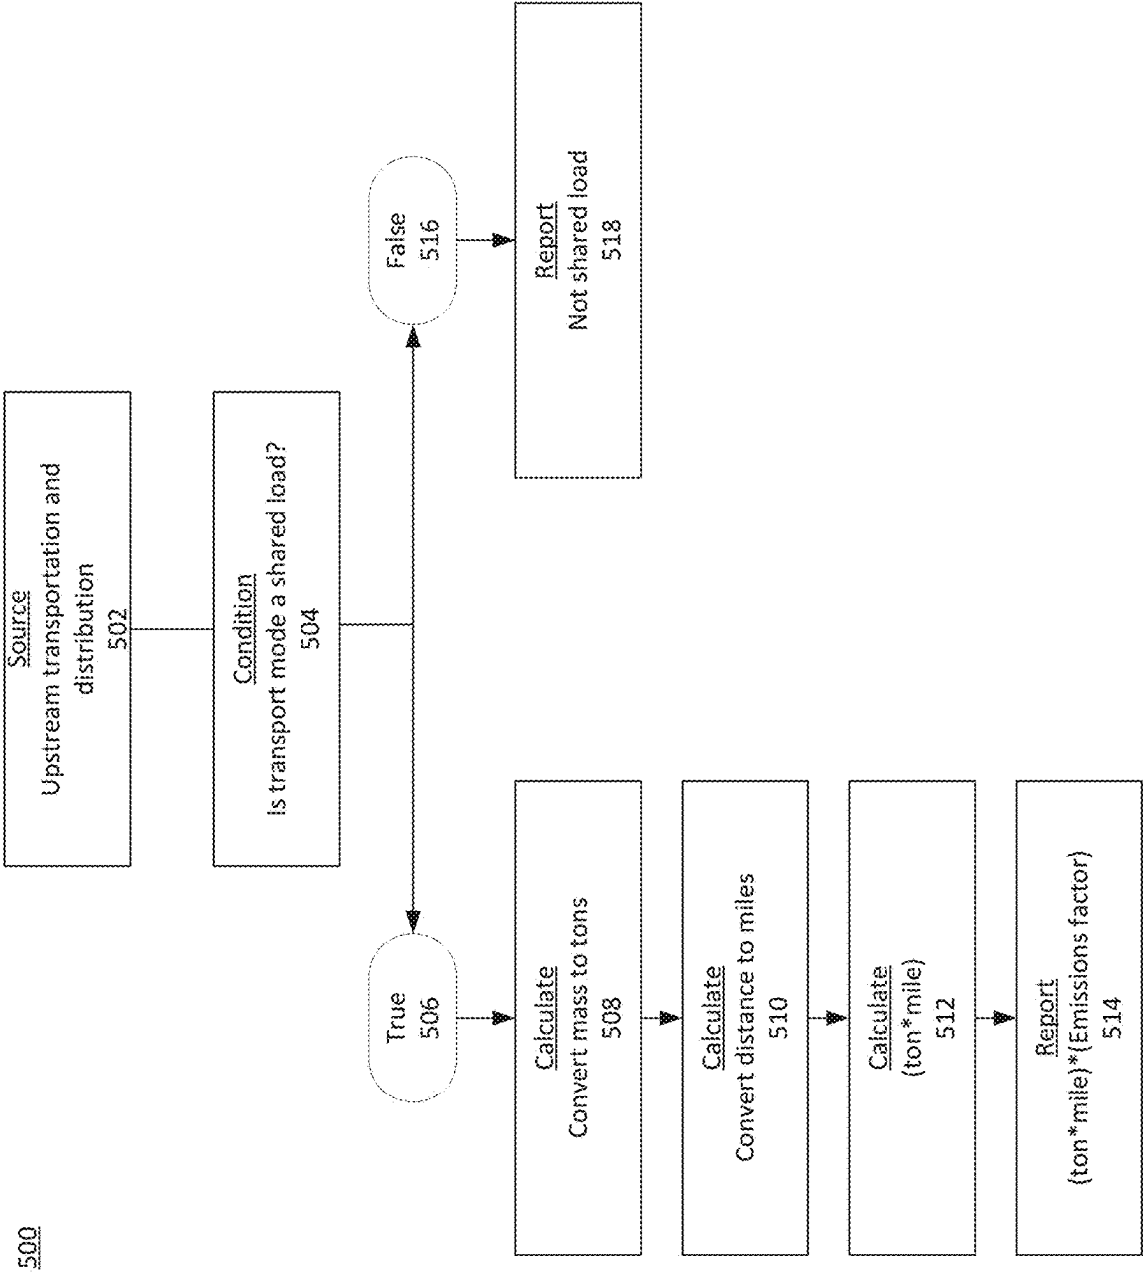 500
Source
Upstream transportation and
distribution
502
Condition
Is transport mode a shared load?
504
True
506
False
516
Calculate
Convert mass to tons
508
Report
Not shared load
518
Calculate
Convert distance to miles
510
Calculate
(ton*mile)
512
Report
(ton*mile)*(Emissions factor)
514